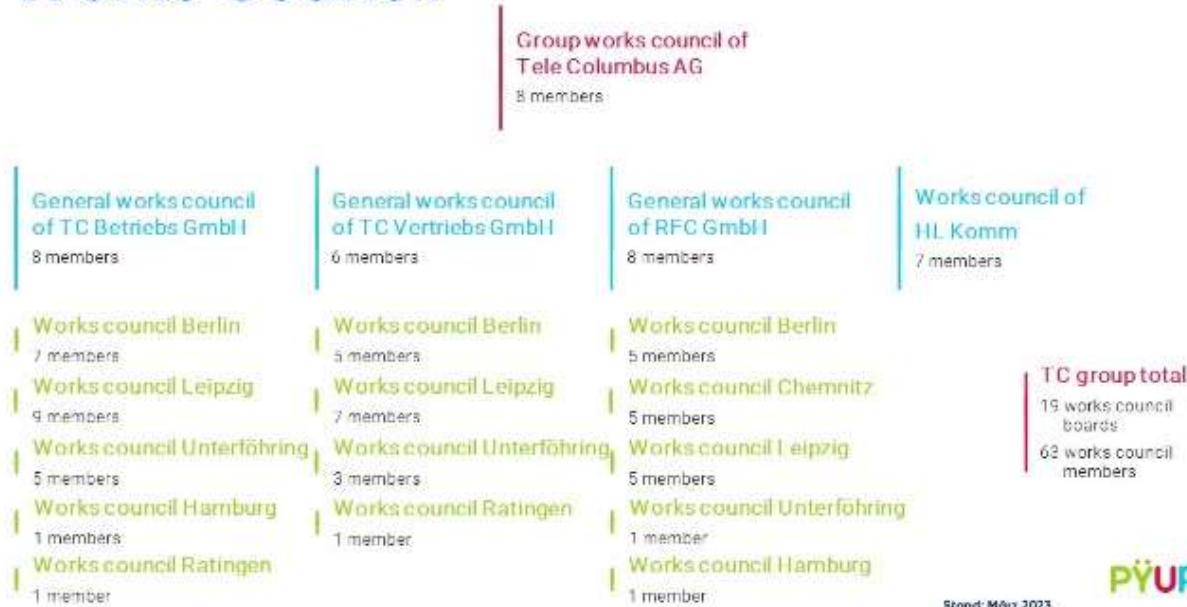 Group works council of
Tele Columbus AG
8 members
General works council
of TC Betriebs GmbH
8 members
General works council
of TC Vertriebs GmbH
6 members
General works council
of RFC GmbH
8 members
Works council of
HL Komm
7 members
Works council Berlin
7 members
Works council Leipzig
9 members
Works council Unterföhring
5 members
Works council Hamburg
1 members
Works council Ratingen
1 member
Works council Berlin
5 members
Works council Leipzig
7 members
Works council Unterföhring
3 members
Works council Ratingen
1 member
Works council Berlin
5 members
Works council Chemnitz
5 members
Works council Leipzig
5 members
Works council Unterföhring
1 member
Works council Hamburg
1 member
TC group total
19 works council
boards
63 works council
members
PŸUR
Stand: März 2023